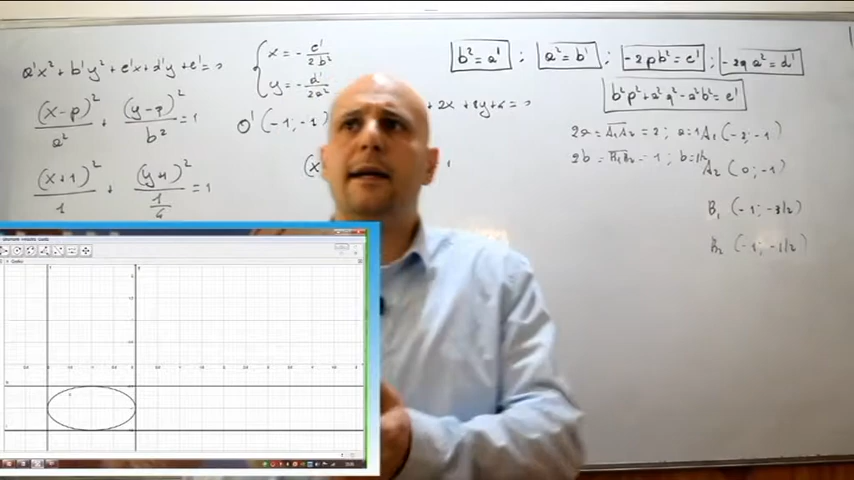 a'x² + b'y² + c'x + d'y + e' = 0
(x-p)²/a² + (y-q)²/b² = 1
(x+1)²/1 + (y+1)²/(1/4) = 1
{ x = - c'/2b²
y = - d'/2a²
O' (-1; -1)
+ 2x + 8y + 4 = 0
(x
b² = a' ; a² = b' ; -2pb² = c' ; -2qa² = d'
b²p² + a²q² - a²b² = e'
2a = A₁A₂ = 2 ; a = 1
2b = B₁B₂ = 1 ; b = 1/2
A₁ (-2; -1)
A₂ (0; -1)
B₁ (-1; -3/2)
B₂ (-1; -1/2)